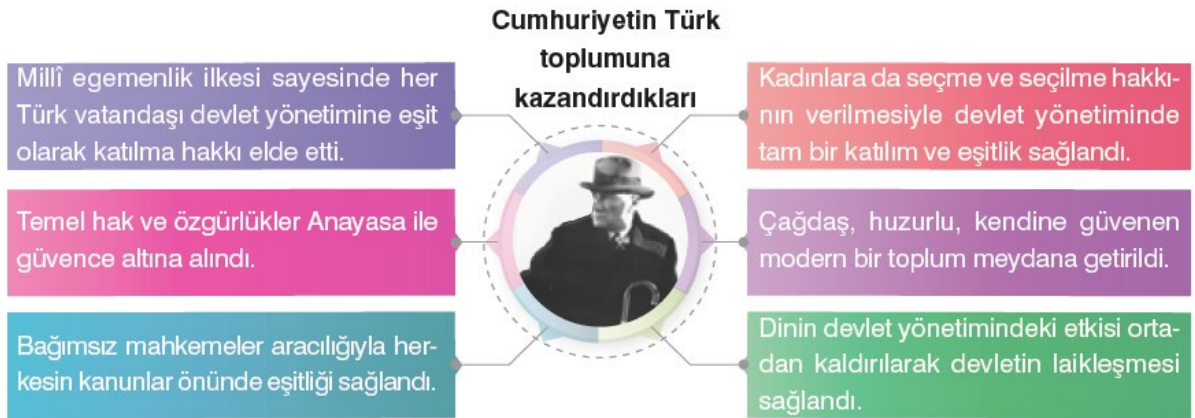 Cumhuriyetin Türk
toplumuna
kazandırdıkları
Millî egemenlik ilkesi sayesinde her
Türk vatandaşı devlet yönetimine eşit
olarak katılma hakkı elde etti.
Temel hak ve özgürlükler Anayasa ile
güvence altına alındı.
Bağımsız mahkemeler aracılığıyla her-
kesin kanunlar önünde eşitliği sağlandı.
Kadınlara da seçme ve seçilme hakkı-
nın verilmesiyle devlet yönetiminde
tam bir katılım ve eşitlik sağlandı.
Çağdaş, huzurlu, kendine güvenen
modern bir toplum meydana getirildi.
Dinin devlet yönetimindeki etkisi orta-
dan kaldırılarak devletin laikleşmesi
sağlandı.